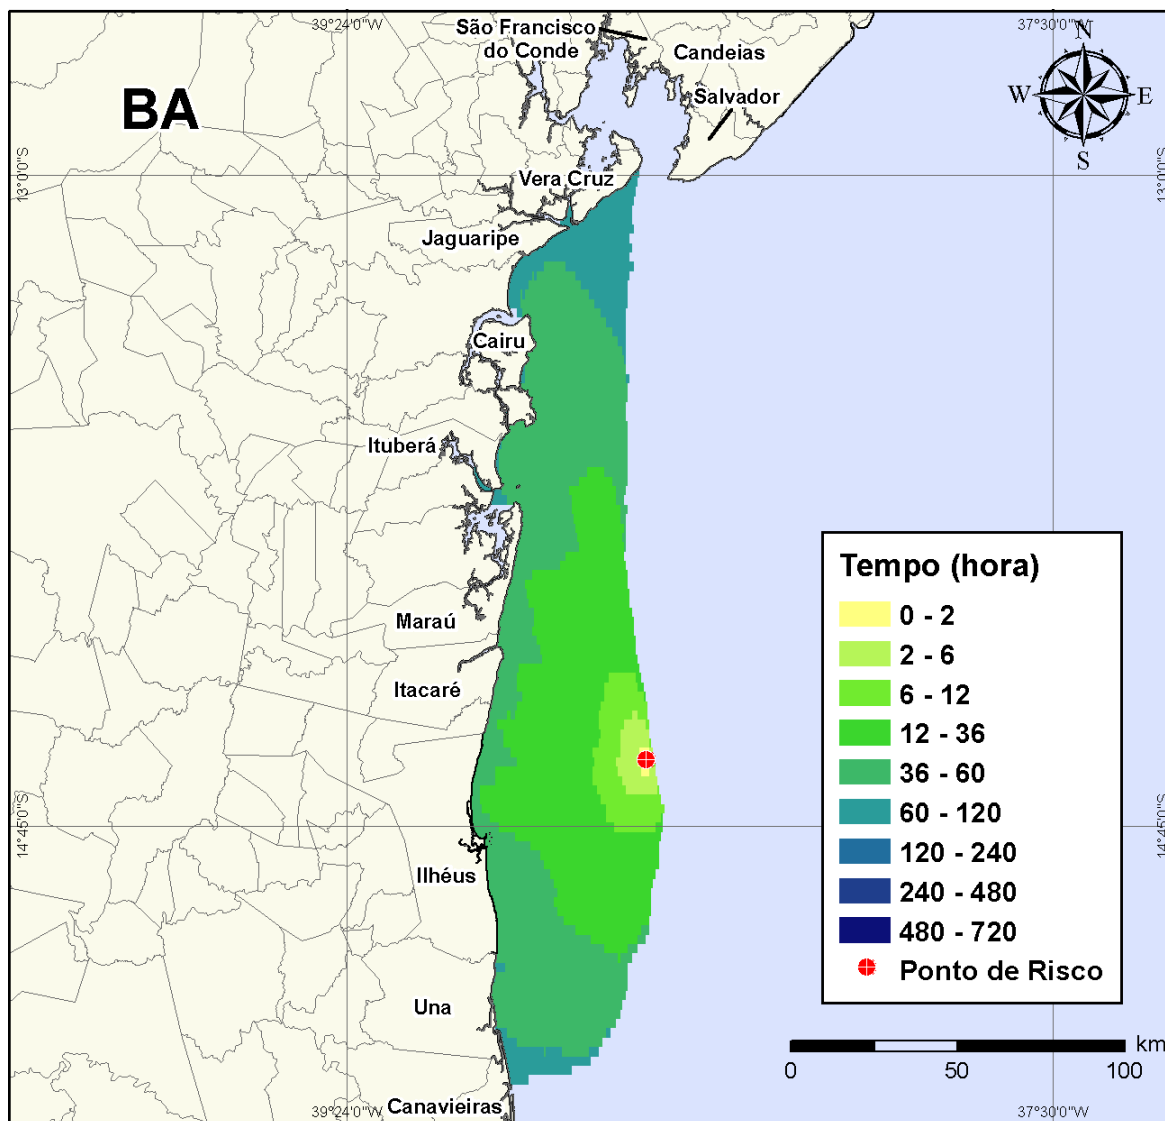 39°24'0"W
37°30'0"W
São Francisco
do Conde
Candeias
Salvador
BA
N
W
E
S
13°0'0"S
13°0'0"S
Vera Cruz
Jaguaripe
Cairu
Ituberá
Maraú
Itacaré
14°45'0"S
14°45'0"S
Ilhéus
Una
Canavieiras
Tempo (hora)
0 - 2
2 - 6
6 - 12
12 - 36
36 - 60
60 - 120
120 - 240
240 - 480
480 - 720
Ponto de Risco
km
0 50 100
39°24'0"W
37°30'0"W